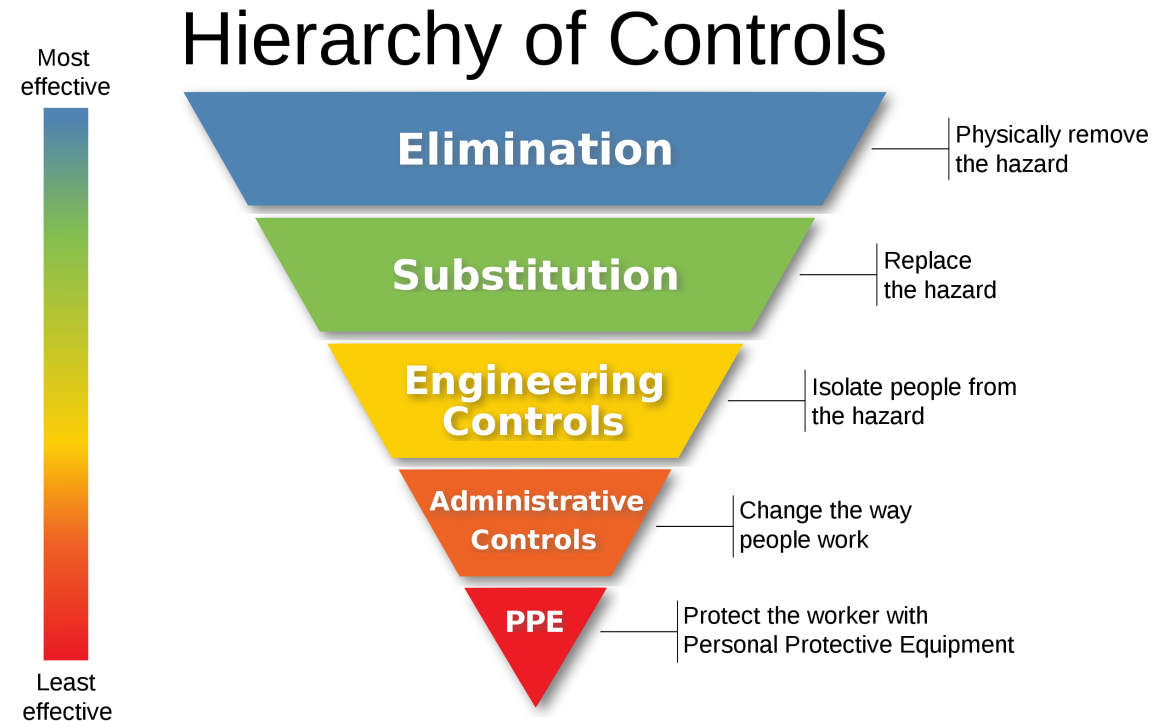 Hierarchy of Controls
Most
effective
Elimination
Physically remove
the hazard
Substitution
Replace
the hazard
Engineering
Controls
Isolate people from
the hazard
Administrative
Controls
Change the way
people work
PPE
Protect the worker with
Personal Protective Equipment
Least
effective